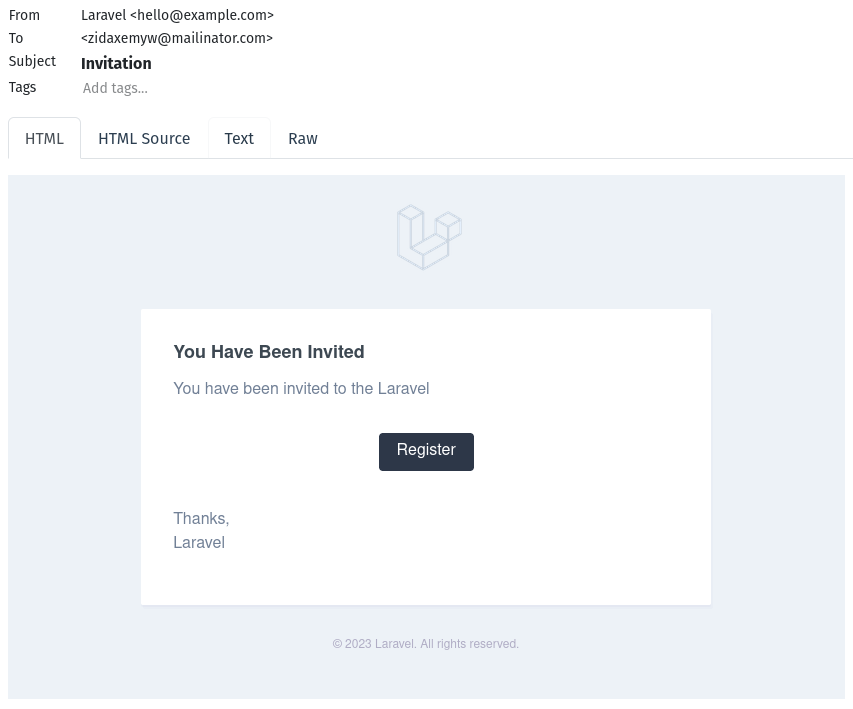 From Laravel <hello@example.com>
To <zidaxemyw@mailinator.com>
Subject Invitation
Tags Add tags...
HTML HTML Source Text Raw
You Have Been Invited
You have been invited to the Laravel
Register
Thanks,
Laravel
© 2023 Laravel. All rights reserved.